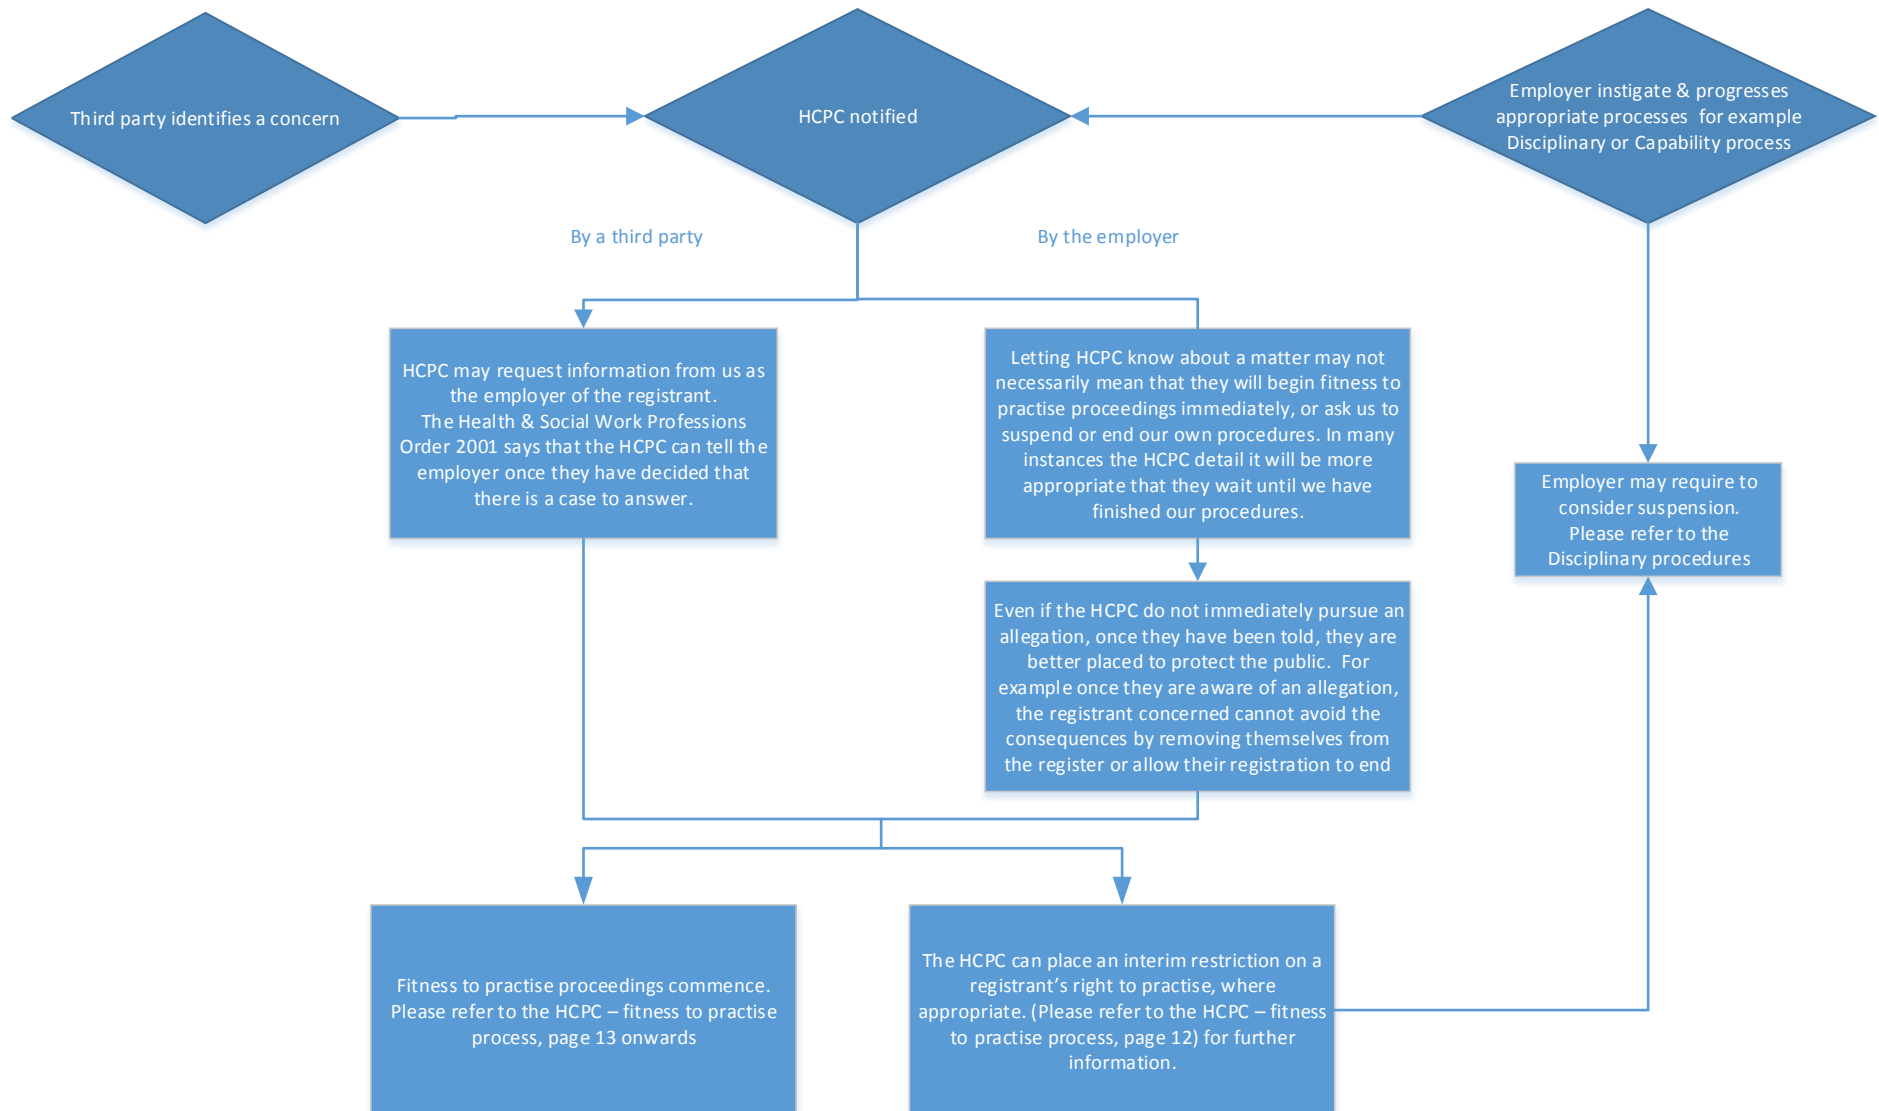 Third party identifies a concern
HCPC notified
Employer instigate & progresses
appropriate processes for example
Disciplinary or Capability process
By a third party
By the employer
HCPC may request information from us as
the employer of the registrant.
The Health & Social Work Professions
Order 2001 says that the HCPC can tell the
employer once they have decided that
there is a case to answer.
Letting HCPC know about a matter may not
necessarily mean that they will begin fitness to
practise proceedings immediately, or ask us to
suspend or end our own procedures. In many
instances the HCPC detail it will be more
appropriate that they wait until we have
finished our procedures.
Employer may require to
consider suspension.
Please refer to the
Disciplinary procedures
Even if the HCPC do not immediately pursue an
allegation, once they have been told, they are
better placed to protect the public. For
example once they are aware of an allegation,
the registrant concerned cannot avoid the
consequences by removing themselves from
the register or allow their registration to end
Fitness to practise proceedings commence.
Please refer to the HCPC – fitness to practise
process, page 13 onwards
The HCPC can place an interim restriction on a
registrant’s right to practise, where
appropriate. (Please refer to the HCPC – fitness
to practise process, page 12) for further
information.